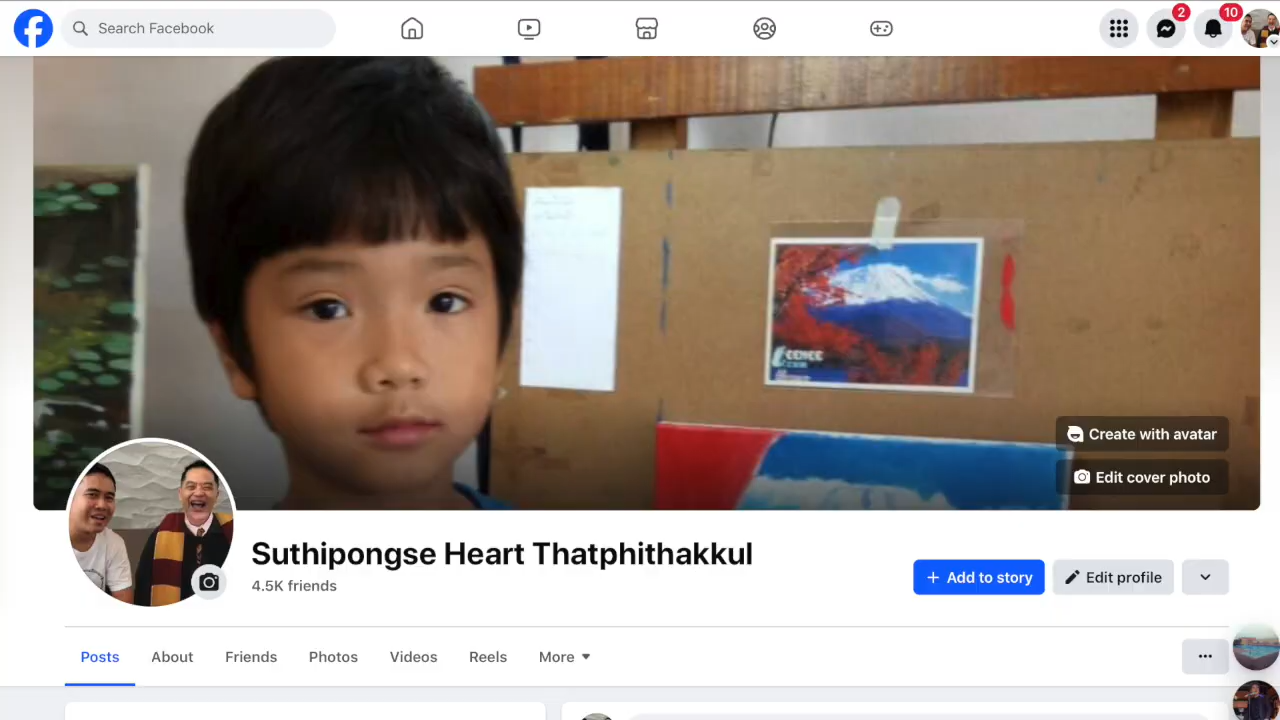 Search Facebook
2
10
Create with avatar
Edit cover photo
Suthipongse Heart Thatphithakkul
4.5K friends
+ Add to story
Edit profile
Posts
About
Friends
Photos
Videos
Reels
More